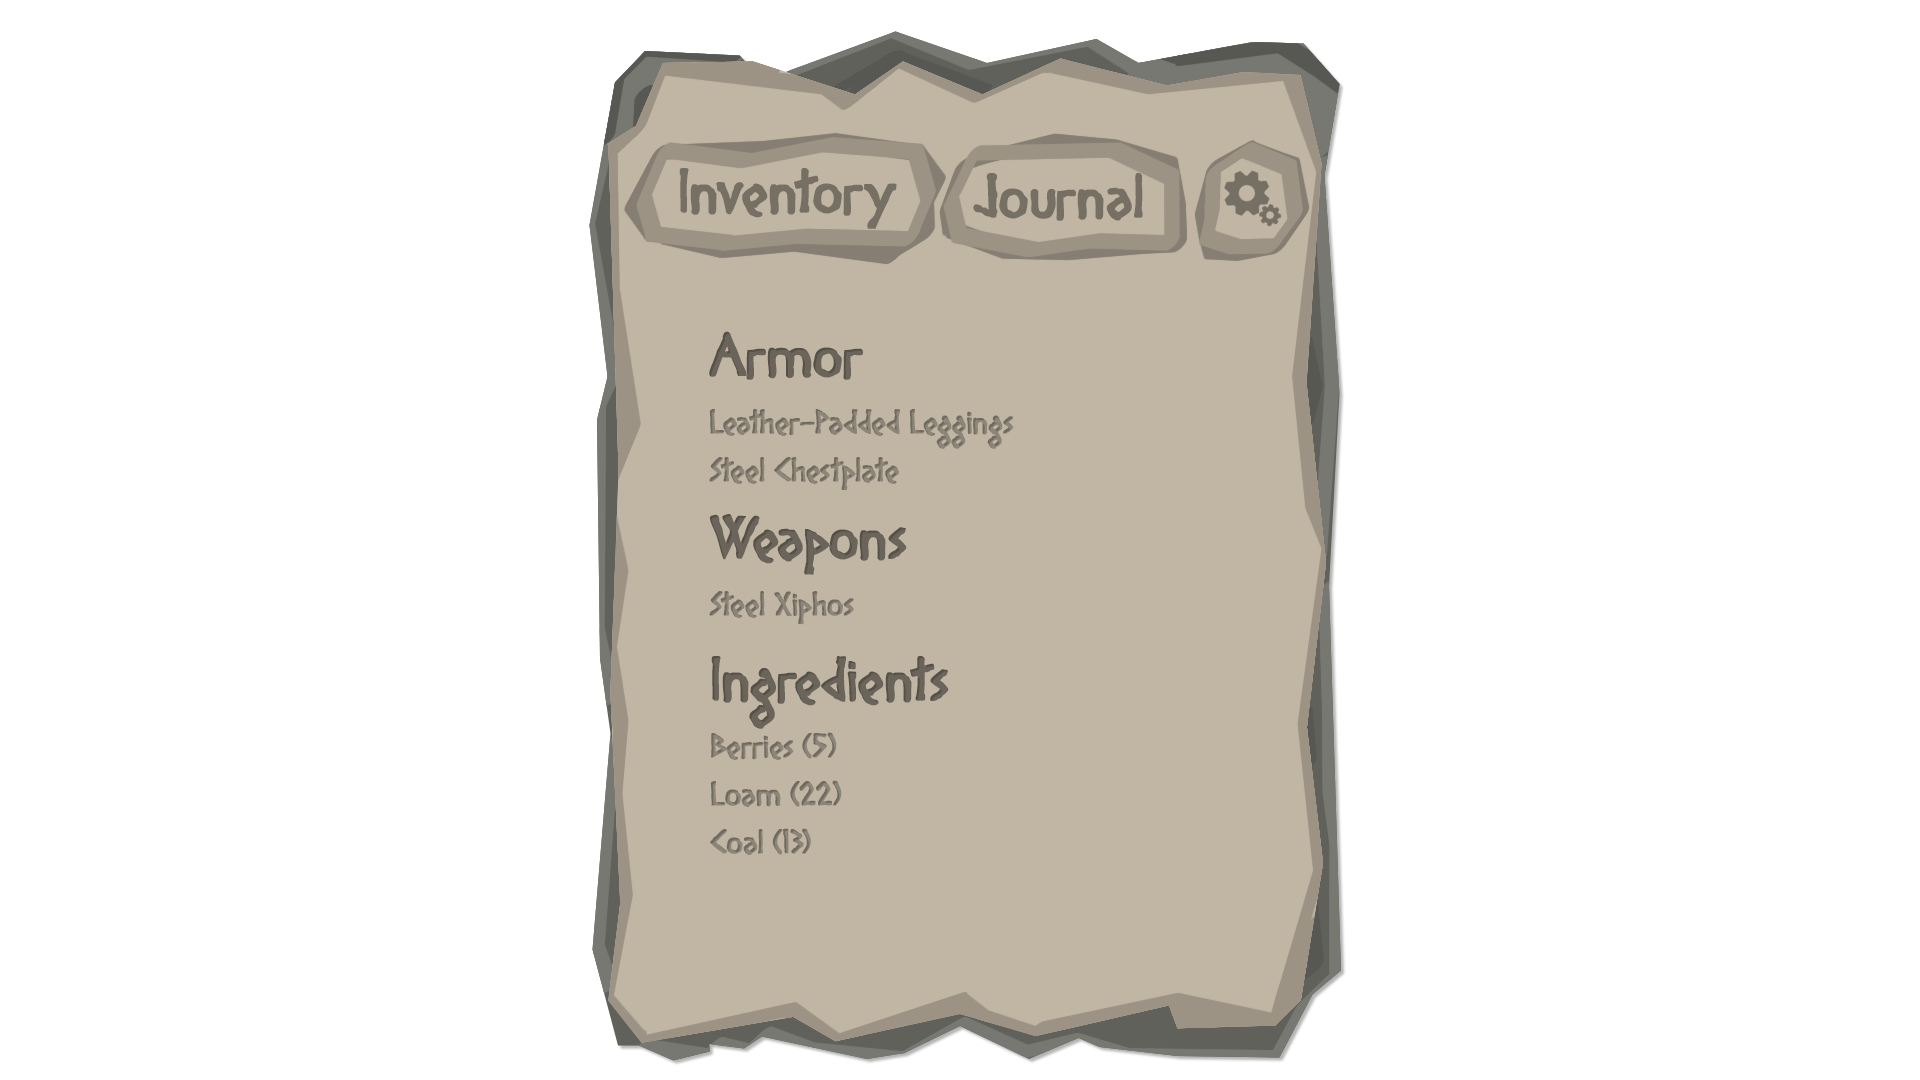 Inventory Journal
Armor
Leather-Padded Leggings
Steel Chestplate
Weapons
Steel Xiphos
Ingredients
Berries (5)
Loam (22)
Coal (13)